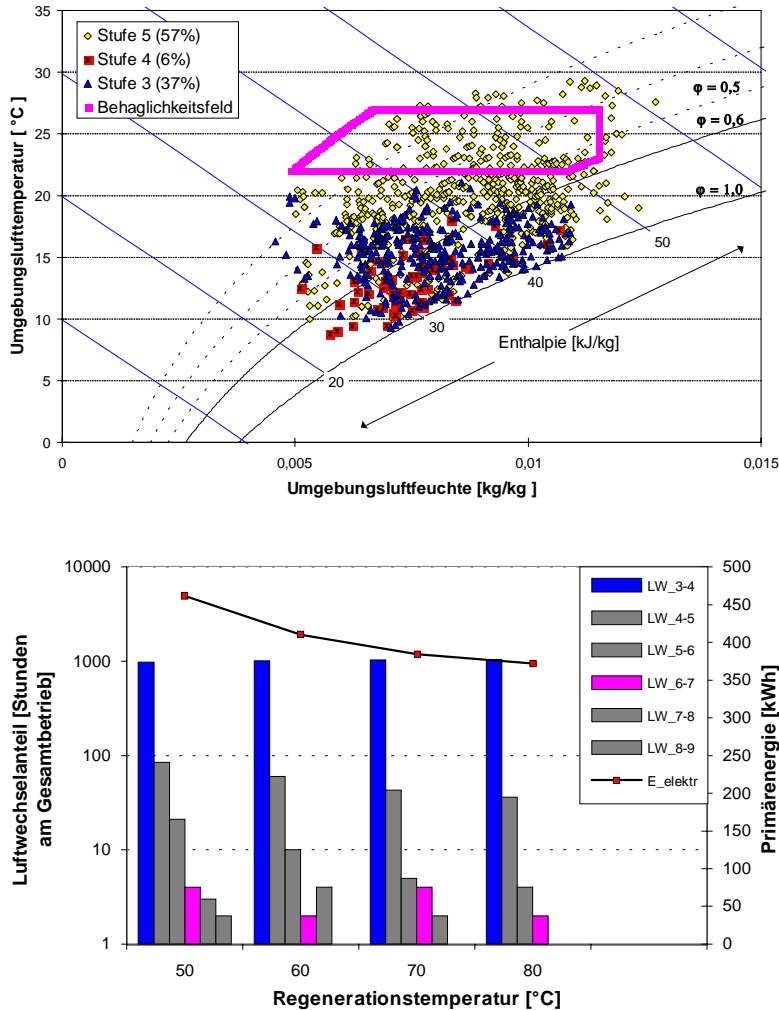 Umgebungslufttemperatur [ °C]
35
30
25
20
15
10
5
0
Stufe 5 (57%)
Stufe 4 (6%)
Stufe 3 (37%)
Behaglichkeitsfeld
φ = 0,5
φ = 0,6
φ = 1,0
50
40
30
20
Enthalpie [kJ/kg]
0
0,005
0,01
0,015
Umgebungsluftfeuchte [kg/kg ]
Luftwechselanteil [Stunden
am Gesamtbetrieb]
10000
1000
100
10
1
LW_3-4
LW_4-5
LW_5-6
LW_6-7
LW_7-8
LW_8-9
E_elektr
500
450
400
350
300
250
200
150
100
50
0
Primärenergie [kWh]
50
60
70
80
Regenerationstemperatur [°C]